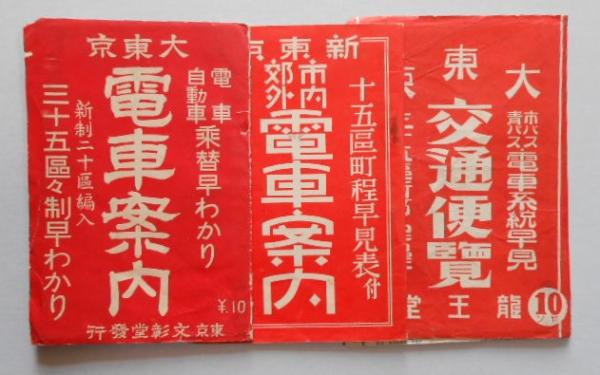 大東京
電車
自動車
乘替早わかり
電車案内
新制二十區編入
三十五區々制早わかり
¥.10
東京文彰堂發行
新東京
市内
郊外
電車案内
十五區町程早見表付
大東京
市バス
青バス
電車系統早見
交通便覽
龍王堂
10